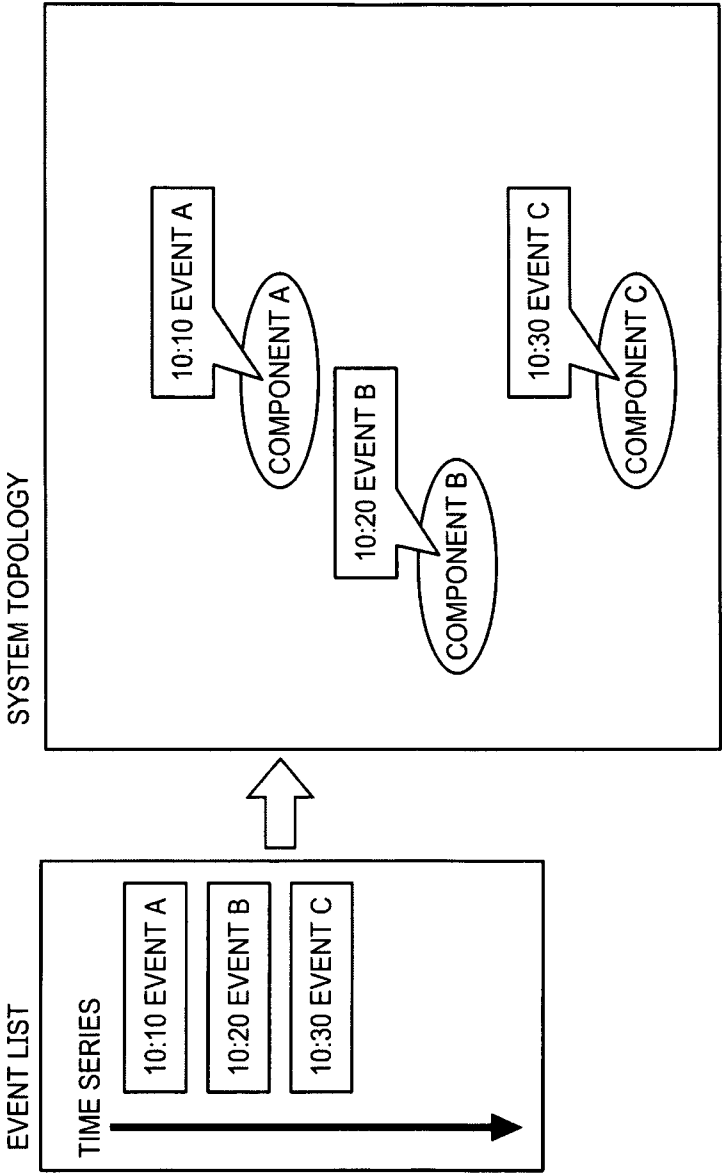 EVENT LIST
TIME SERIES
10:10 EVENT A
10:20 EVENT B
10:30 EVENT C
SYSTEM TOPOLOGY
10:10 EVENT A
COMPONENT A
10:20 EVENT B
COMPONENT B
10:30 EVENT C
COMPONENT C